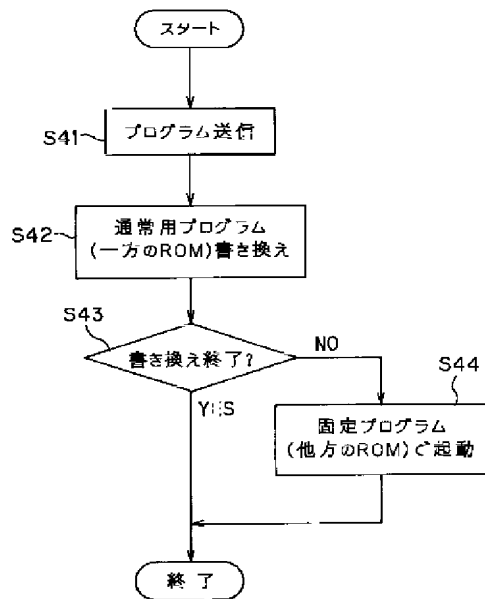 スタート
S41
プログラム送信
S42
通常用プログラム
(一方のROM)書き換え
S43
書き換え終了?
NO
YES
S44
固定プログラム
(他方のROM)で起動
終了